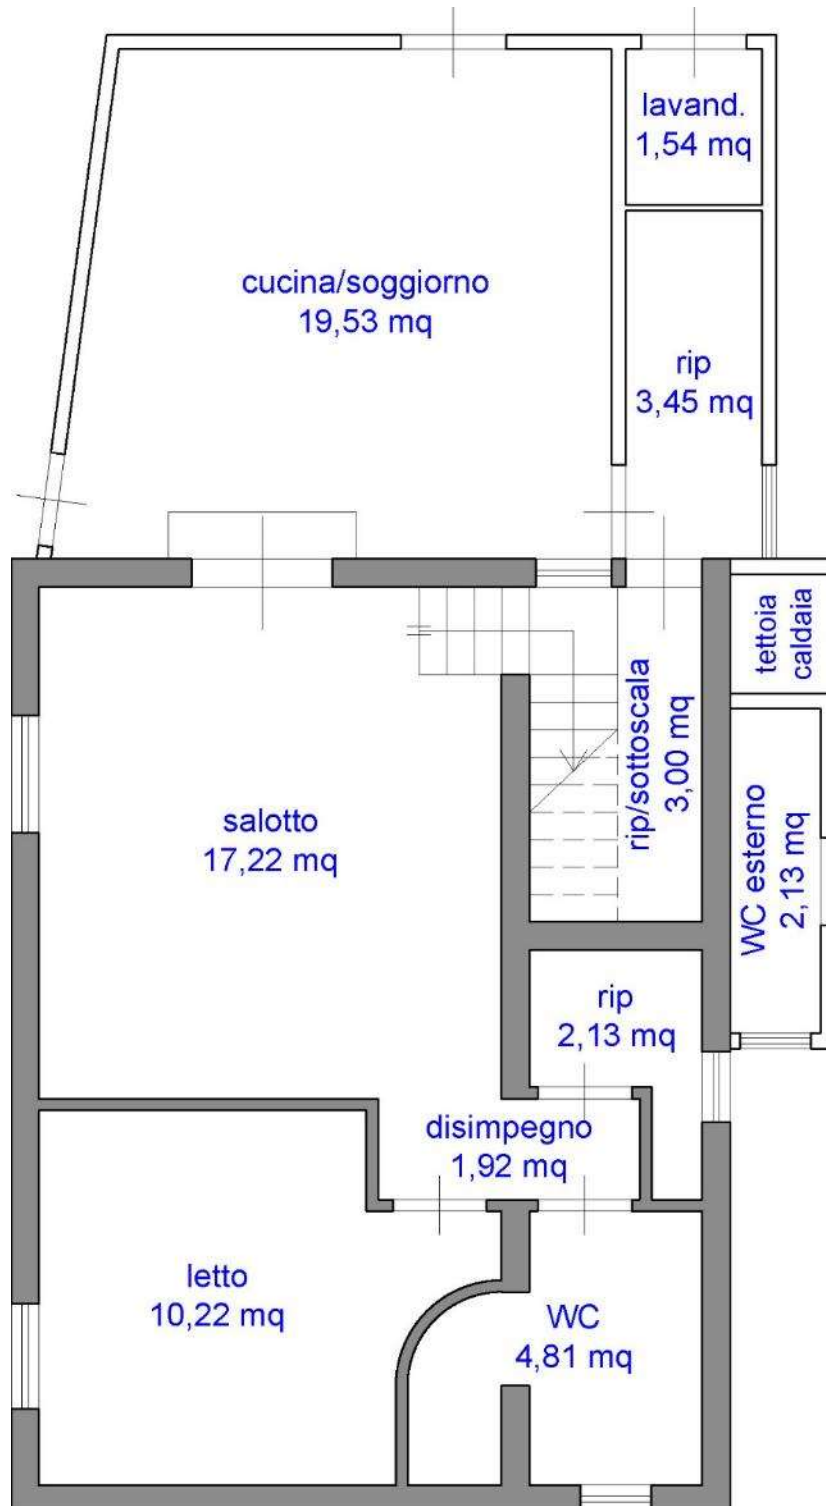 lavand.
1,54 mq
cucina/soggiorno
19,53 mq
rip
3,45 mq
tettoia
caldaia
rip/sottoscala
3,00 mq
salotto
17,22 mq
WC esterno
2,13 mq
rip
2,13 mq
disimpegno
1,92 mq
letto
10,22 mq
WC
4,81 mq